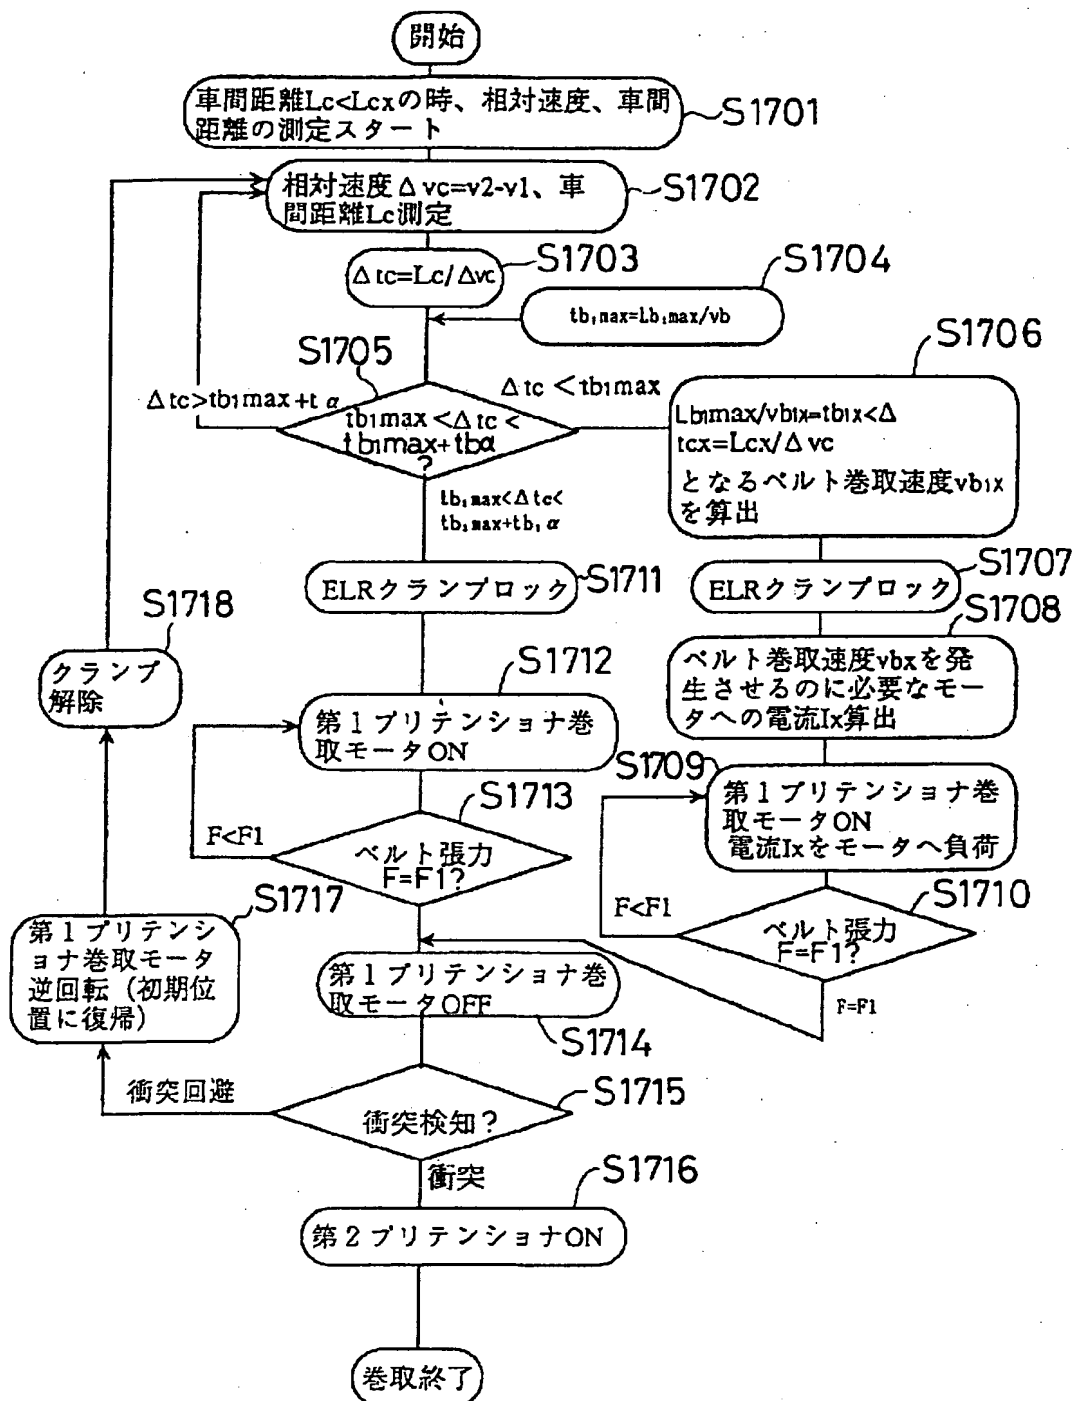 開始
車間距離Lc<Lcxの時、相対速度、車間
距離の測定スタート
S1701
相対速度Δvc=v2-v1、車
間距離Lc測定
S1702
Δtc=Lc/Δvc
S1703
S1704
tb₁max=Lb₁max/vb
S1705
Δtc>tb₁max+tα
tb₁max<Δtc<
tb₁max+tbα
?
Δtc<tb₁max
S1706
Lb₁max/vb₁x=tb₁x<Δ
tcx=Lcx/Δvc
となるベルト巻取速度vb₁x
を算出
tb₁max<Δtc<
tb₁max+tb₁α
ELRクランプロック
S1711
ELRクランプロック
S1707
S1708
ベルト巻取速度vbxを発
生させるのに必要なモー
タへの電流Ix算出
S1718
クランプ
解除
S1712
第1プリテンショナ巻
取モータON
S1709
第1プリテンショナ巻
取モータON
電流Ixをモータへ負荷
S1713
F<F1
ベルト張力
F=F1?
S1710
F<F1
ベルト張力
F=F1?
F=F1
S1717
第1プリテンシ
ョナ巻取モータ
逆回転(初期位
置に復帰)
第1プリテンショナ巻
取モータOFF
S1714
衝突回避
衝突検知?
S1715
衝突
S1716
第2プリテンショナON
巻取終了